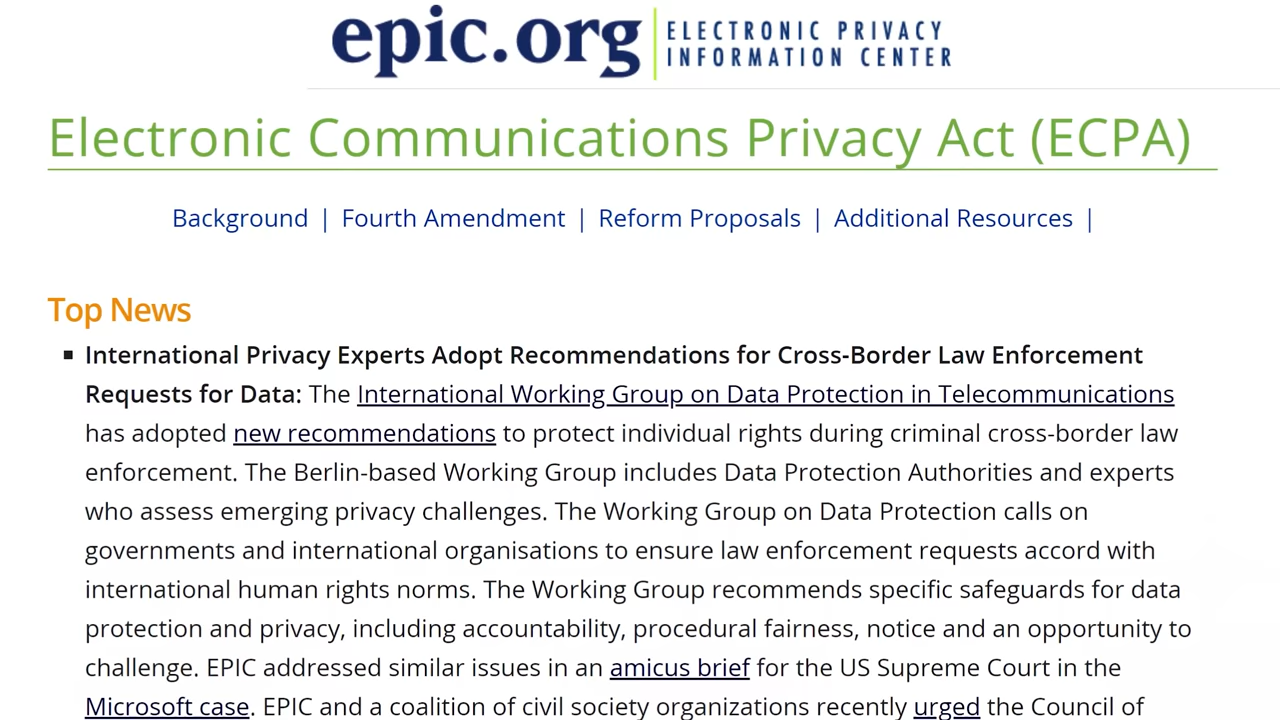 epic.org ELECTRONIC PRIVACY
INFORMATION CENTER
Electronic Communications Privacy Act (ECPA)
Background | Fourth Amendment | Reform Proposals | Additional Resources |
Top News
▪ International Privacy Experts Adopt Recommendations for Cross-Border Law Enforcement
Requests for Data: The International Working Group on Data Protection in Telecommunications
has adopted new recommendations to protect individual rights during criminal cross-border law
enforcement. The Berlin-based Working Group includes Data Protection Authorities and experts
who assess emerging privacy challenges. The Working Group on Data Protection calls on
governments and international organisations to ensure law enforcement requests accord with
international human rights norms. The Working Group recommends specific safeguards for data
protection and privacy, including accountability, procedural fairness, notice and an opportunity to
challenge. EPIC addressed similar issues in an amicus brief for the US Supreme Court in the
Microsoft case. EPIC and a coalition of civil society organizations recently urged the Council of